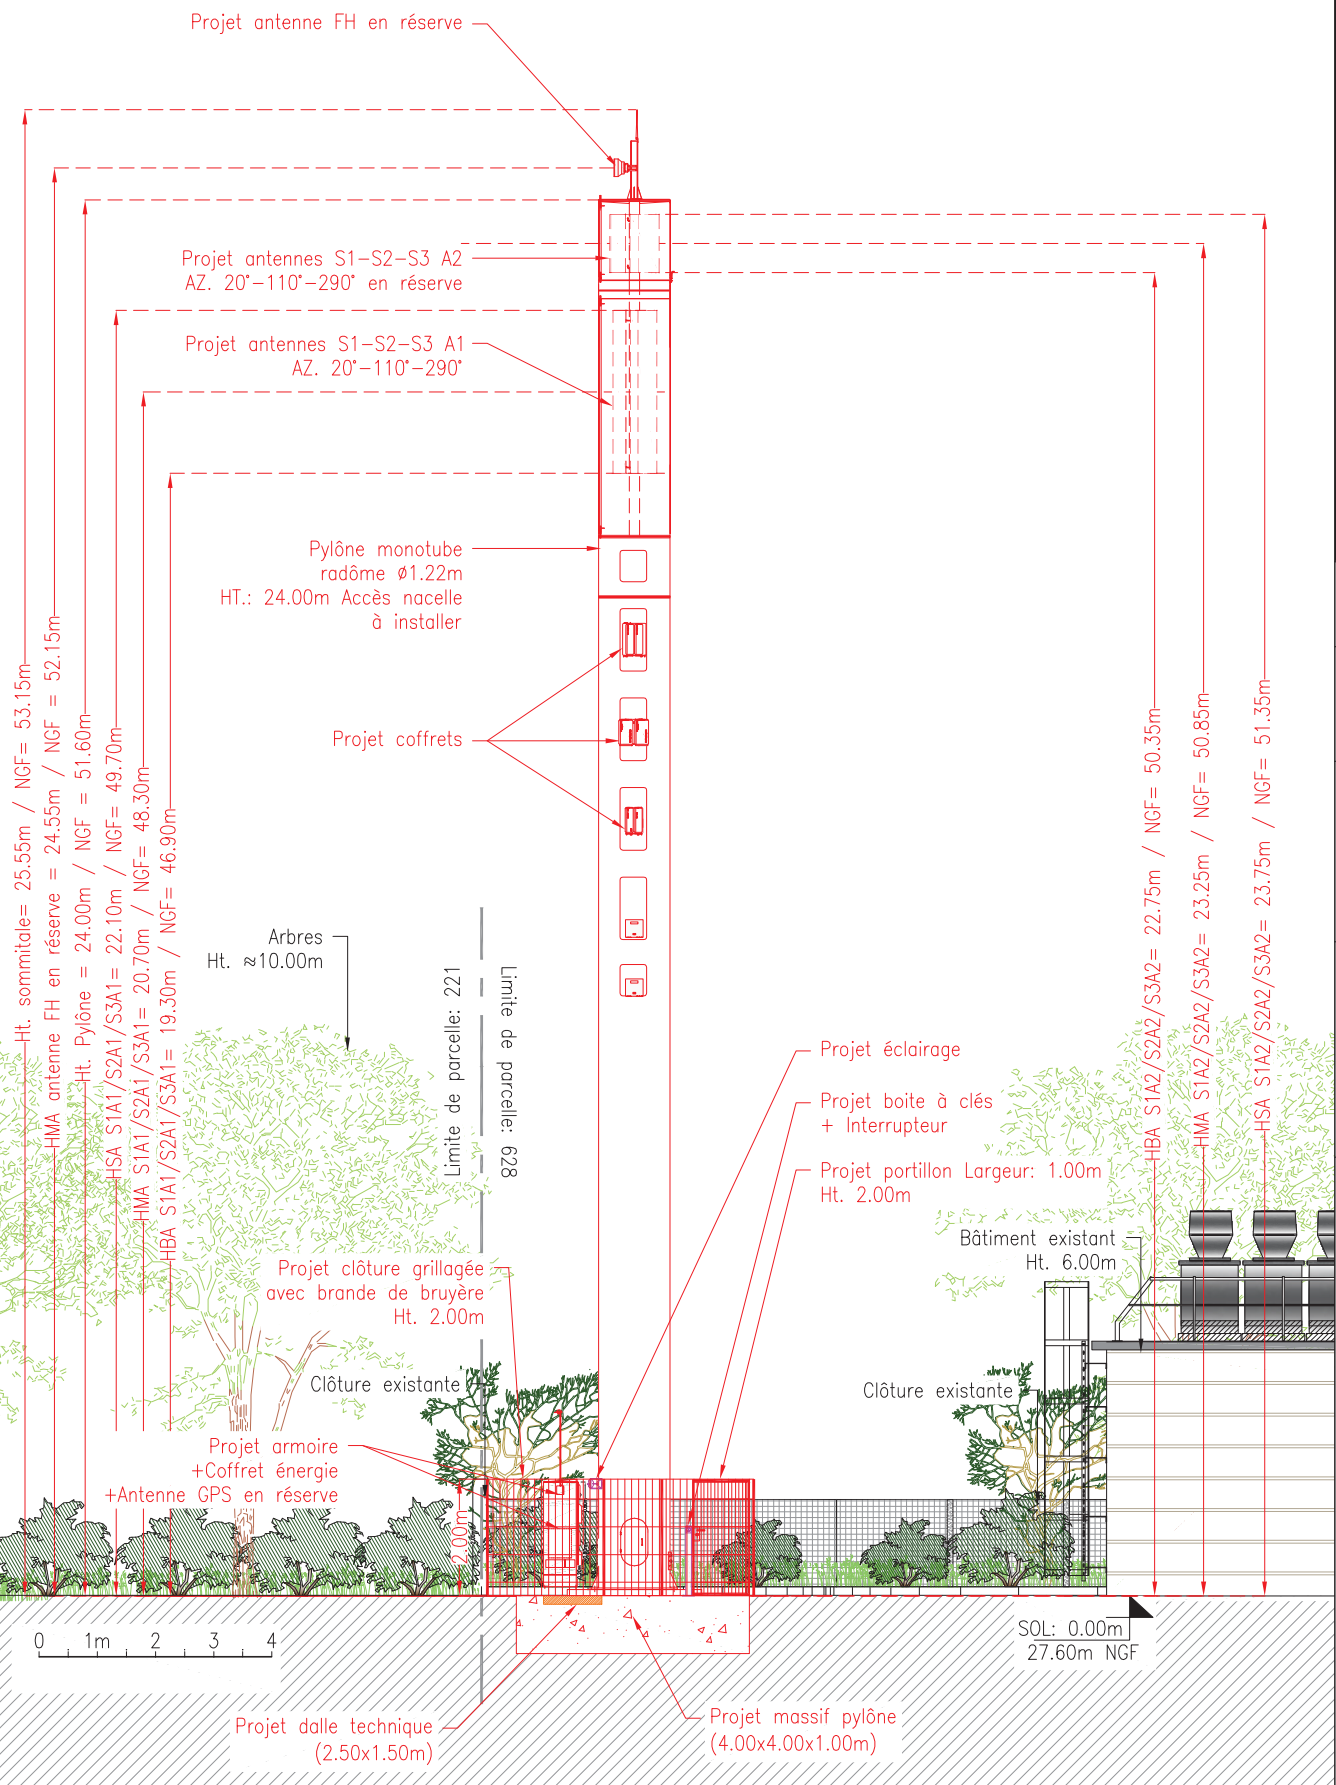 Projet antenne FH en réserve
Projet antennes S1-S2-S3 A2
AZ. 20°-110°-290° en réserve
Projet antennes S1-S2-S3 A1
AZ. 20°-110°-290°
Pylône monotube
radôme ø1.22m
HT.: 24.00m Accès nacelle
à installer
Projet coffrets
Ht. sommitale= 25.55m / NGF= 53.15m
HMA antenne FH en réserve = 24.55m / NGF = 52.15m
Ht. Pylône = 24.00m / NGF = 51.60m
HSA S1A1/S2A1/S3A1= 22.10m / NGF= 49.70m
HMA S1A1/S2A1/S3A1= 20.70m / NGF= 48.30m
HBA S1A1/S2A1/S3A1= 19.30m / NGF= 46.90m
HBA S1A2/S2A2/S3A2= 22.75m / NGF= 50.35m
HMA S1A2/S2A2/S3A2= 23.25m / NGF= 50.85m
HSA S1A2/S2A2/S3A2= 23.75m / NGF= 51.35m
Arbres
Ht. ≈10.00m
Limite de parcelle: 221
Limite de parcelle: 628
Projet éclairage
Projet boite à clés
+ Interrupteur
Projet portillon Largeur: 1.00m
Ht. 2.00m
Bâtiment existant
Ht. 6.00m
Projet clôture grillagée
avec brande de bruyère
Ht. 2.00m
Clôture existante
Clôture existante
Projet armoire
+Coffret énergie
+Antenne GPS en réserve
2.00m
0 1m 2 3 4
SOL: 0.00m
27.60m NGF
Projet dalle technique
(2.50x1.50m)
Projet massif pylône
(4.00x4.00x1.00m)